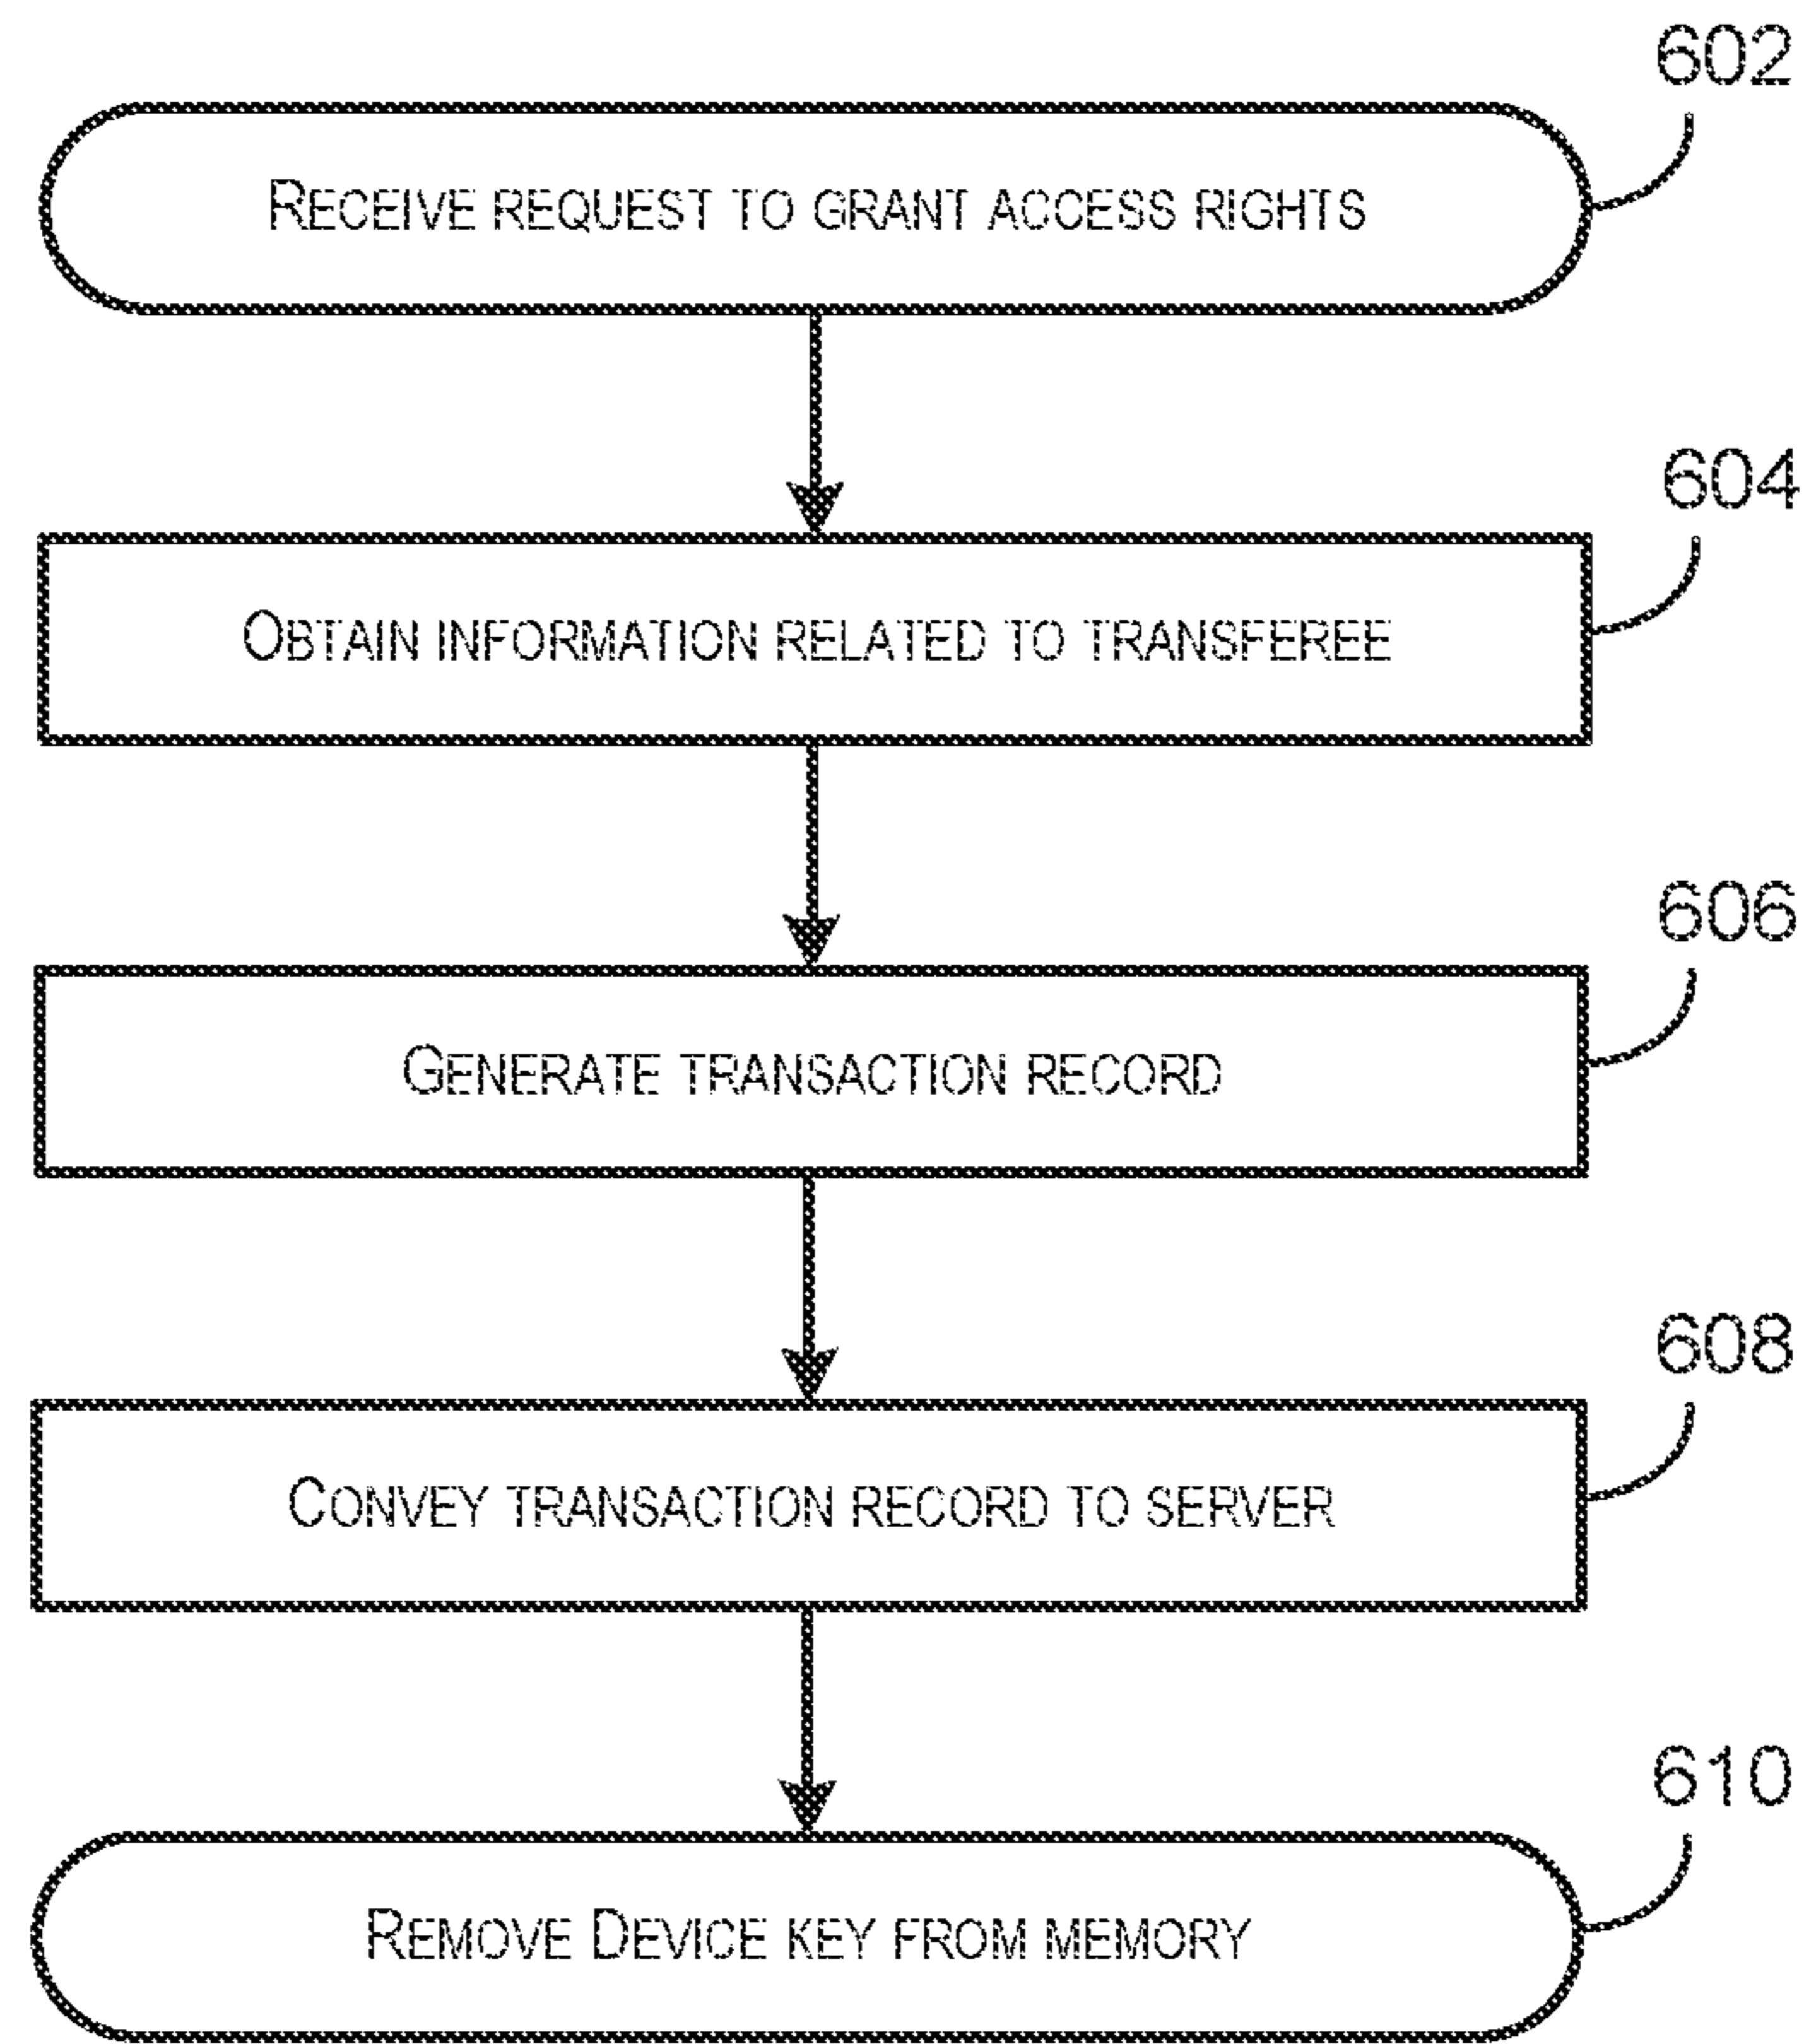 602
RECEIVE REQUEST TO GRANT ACCESS RIGHTS
604
OBTAIN INFORMATION RELATED TO TRANSFEREE
606
GENERATE TRANSACTION RECORD
608
CONVEY TRANSACTION RECORD TO SERVER
610
REMOVE DEVICE KEY FROM MEMORY